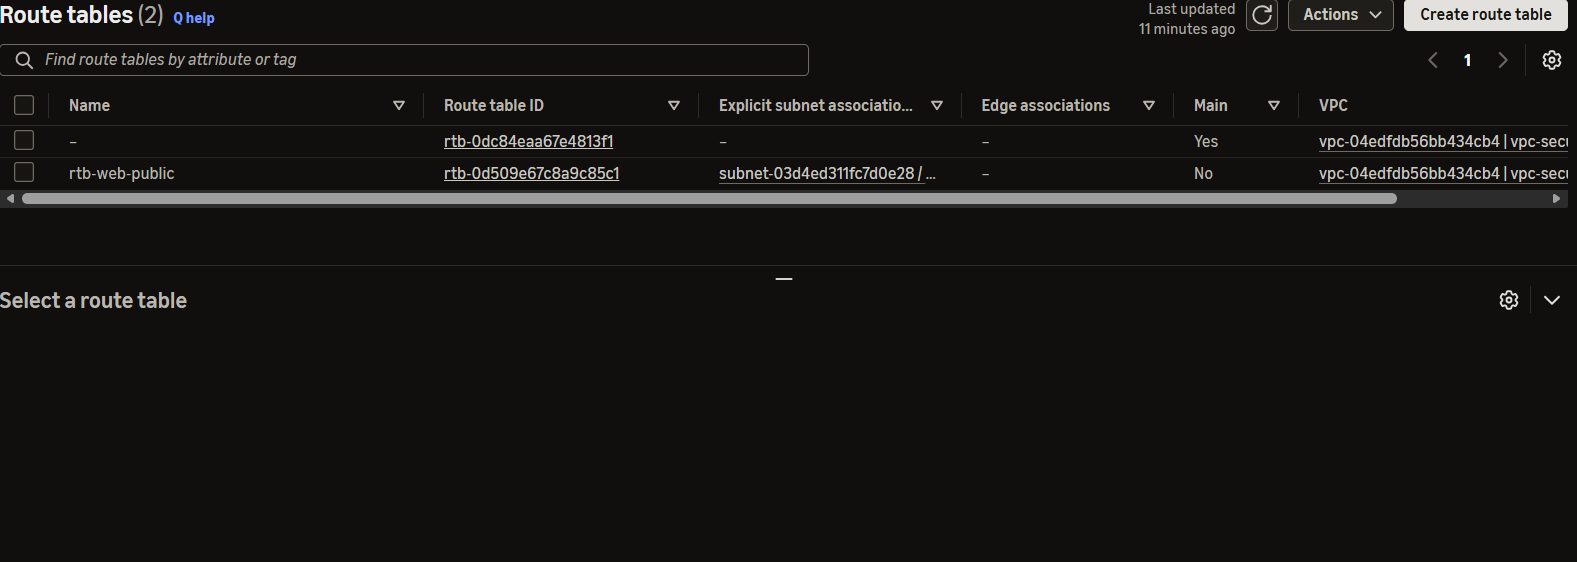 Route tables (2) Q help
Last updated
11 minutes ago
Actions
Create route table
Find route tables by attribute or tag
1
Name Route table ID Explicit subnet associatio... Edge associations Main VPC
– rtb-0dc84eaa67e4813f1 – – Yes vpc-04edfdb56bb434cb4 | vpc-secu
rtb-web-public rtb-0d509e67c8a9c85c1 subnet-03d4ed311fc7d0e28 / ... – No vpc-04edfdb56bb434cb4 | vpc-secu
Select a route table